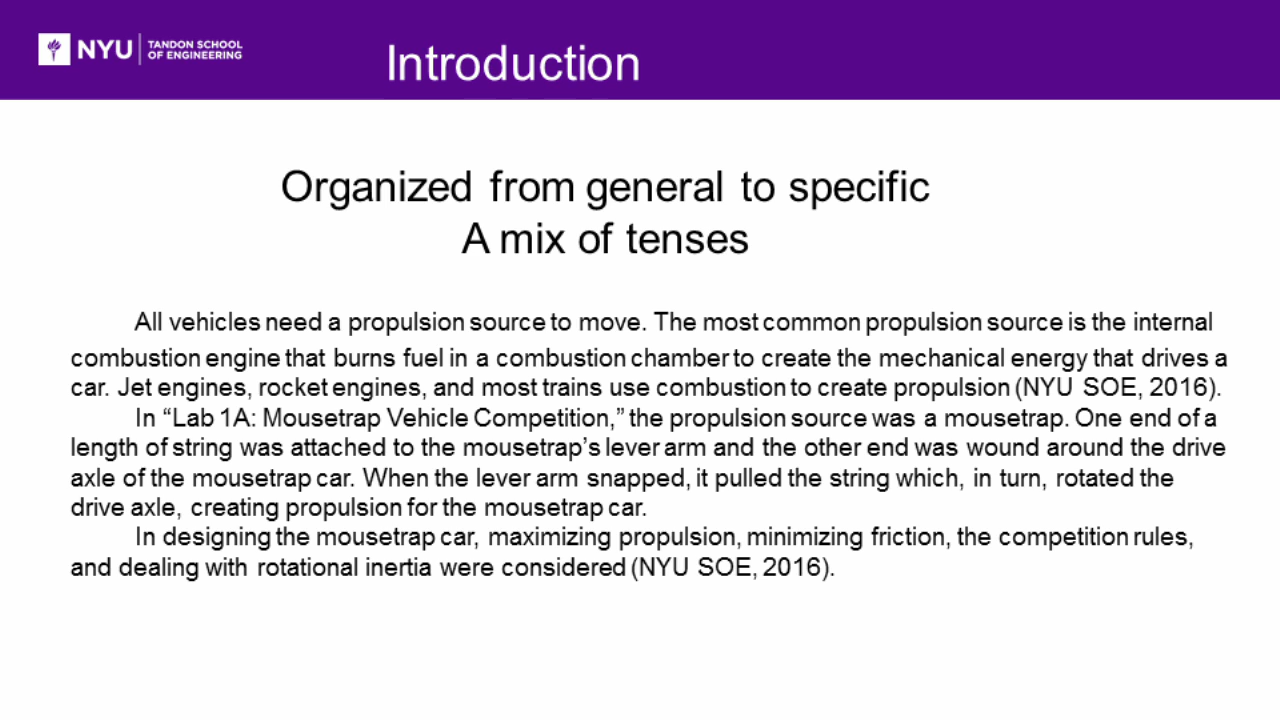 NYU
TANDON SCHOOL
OF ENGINEERING
Introduction
Organized from general to specific
A mix of tenses
All vehicles need a propulsion source to move. The most common propulsion source is the internal
combustion engine that burns fuel in a combustion chamber to create the mechanical energy that drives a
car. Jet engines, rocket engines, and most trains use combustion to create propulsion (NYU SOE, 2016).
In “Lab 1A: Mousetrap Vehicle Competition,” the propulsion source was a mousetrap. One end of a
length of string was attached to the mousetrap’s lever arm and the other end was wound around the drive
axle of the mousetrap car. When the lever arm snapped, it pulled the string which, in turn, rotated the
drive axle, creating propulsion for the mousetrap car.
In designing the mousetrap car, maximizing propulsion, minimizing friction, the competition rules,
and dealing with rotational inertia were considered (NYU SOE, 2016).